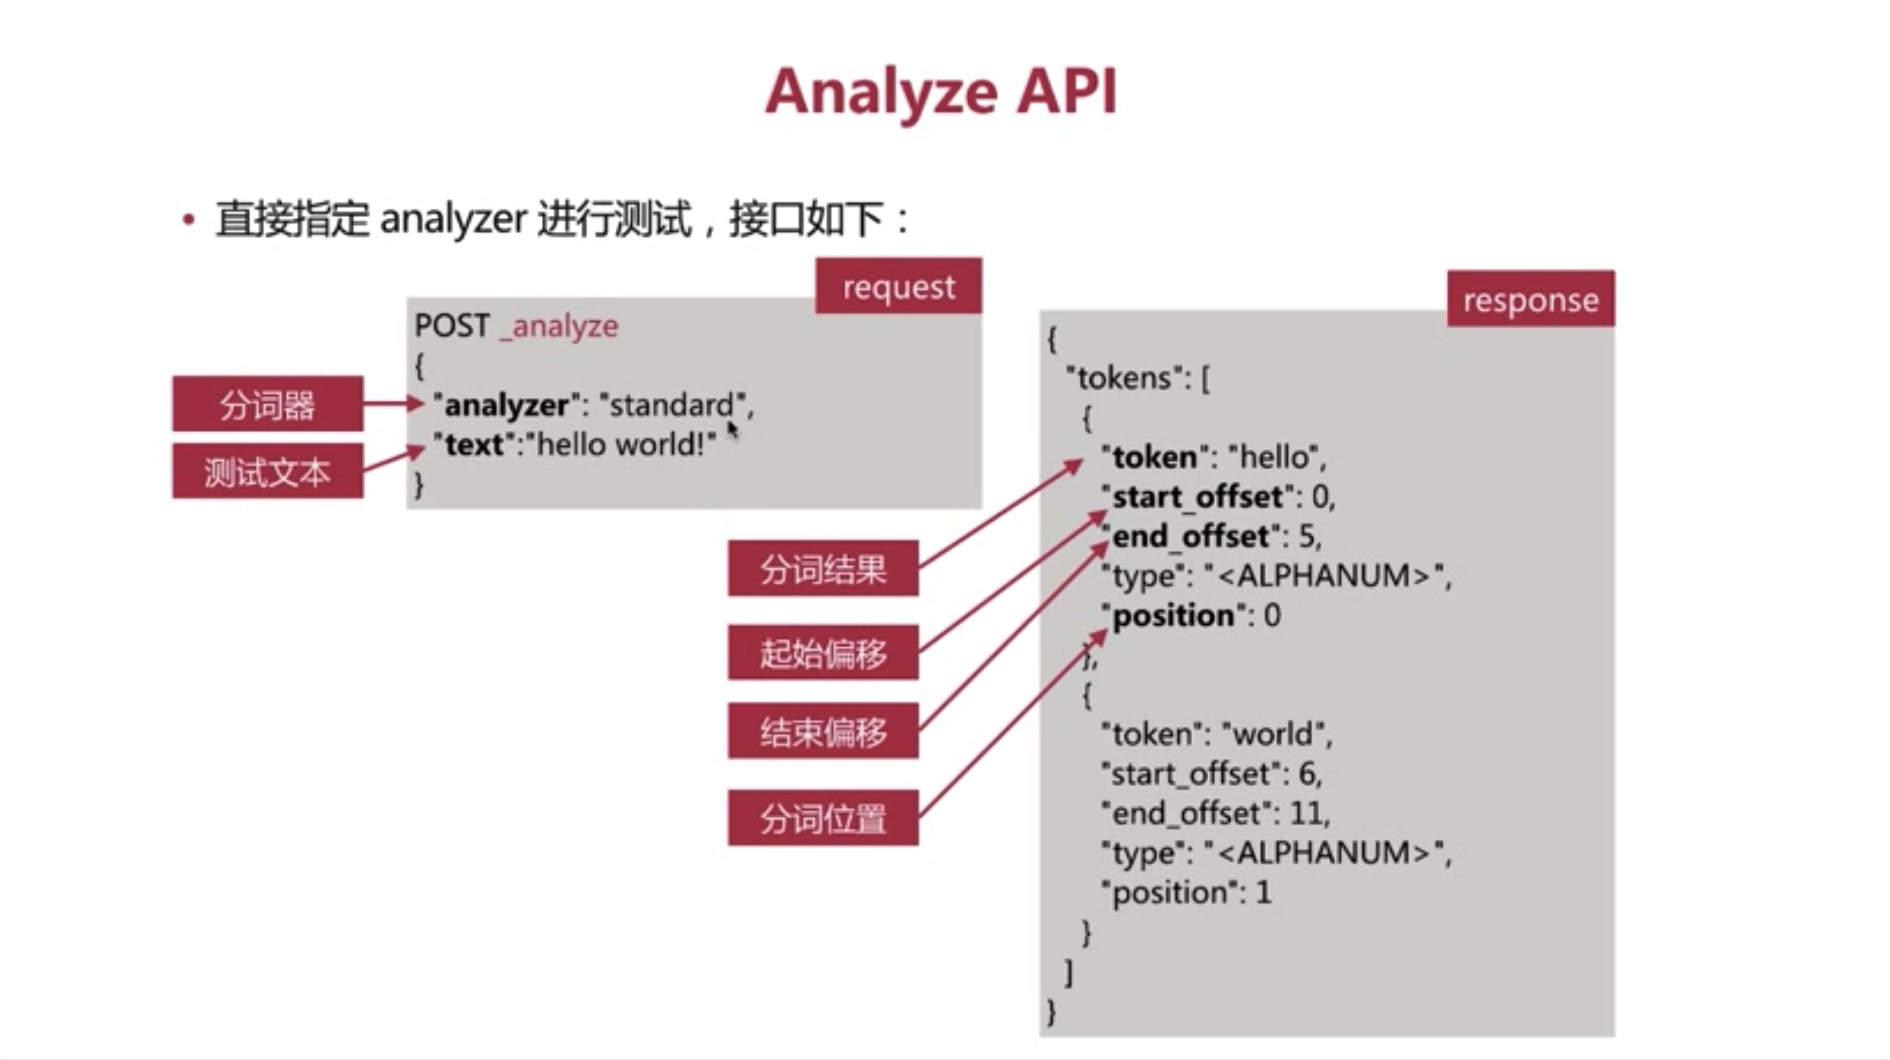 Analyze API
• 直接指定 analyzer 进行测试，接口如下：
request
POST _analyze
{
"analyzer": "standard",
"text":"hello world!"
}
分词器
测试文本
response
{
"tokens": [
{
"token": "hello",
"start_offset": 0,
"end_offset": 5,
"type": "<ALPHANUM>",
"position": 0
},
{
"token": "world",
"start_offset": 6,
"end_offset": 11,
"type": "<ALPHANUM>",
"position": 1
}
]
}
分词结果
起始偏移
结束偏移
分词位置